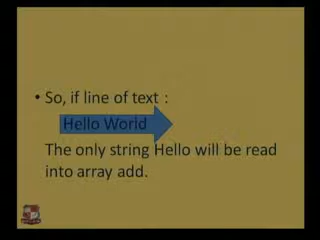 • So, if line of text :
Hello World
The only string Hello will be read
into array add.